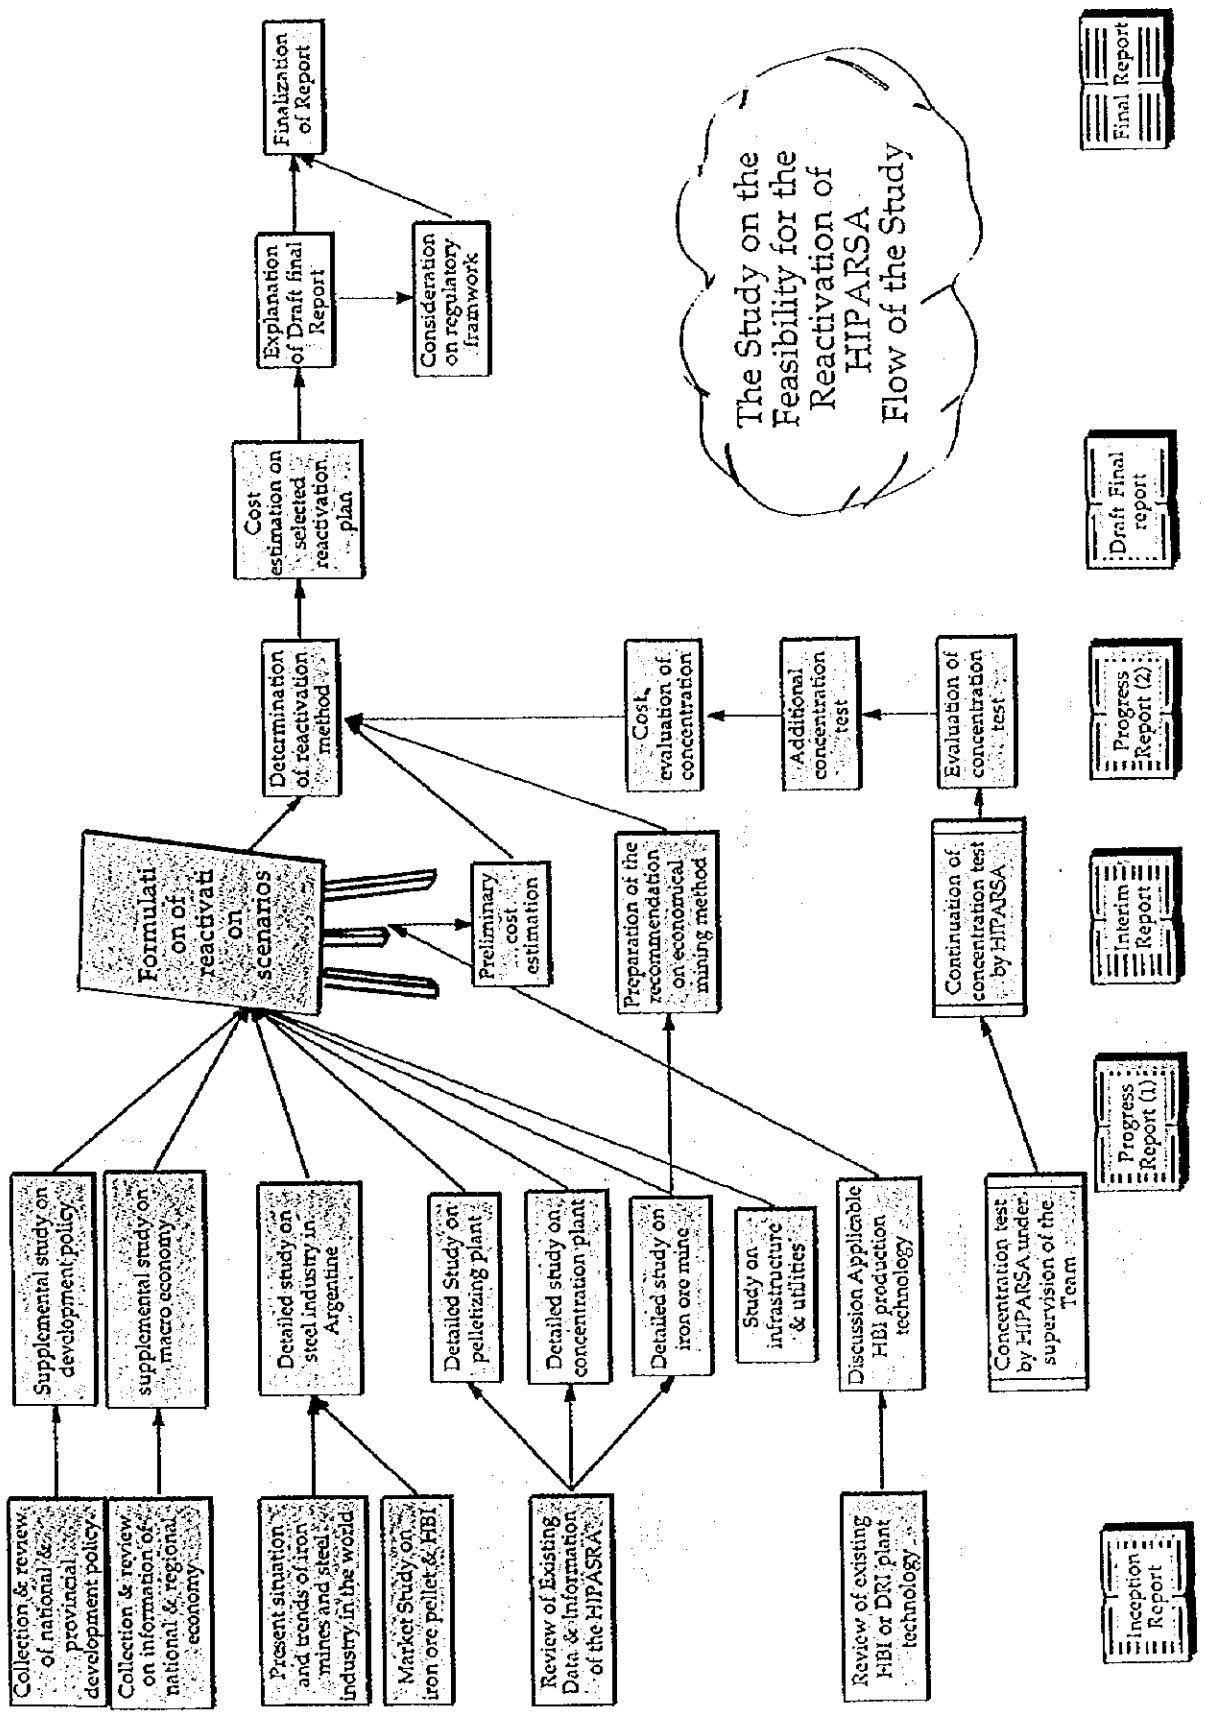 Collection & review
of national &
provincial
development policy
Collection & review
on information of
national & regional
economy
Present situation
and trends of iron
mines and steel
industry in the world
Market Study on
iron ore pellet & HBI
Review of Existing
Data & Information
of the HIPASRA
Review of existing
HBI or DRI plant
technology
Inception
Report
Supplemental study on
development policy
supplemental study on
macro economy
Detailed study on
steel industry in
Argentine
Detailed Study on
pelletizing plant
Detailed study on
concentration plant
Detailed study on
iron ore mine
Study on
infrastructure
& utilities
Discussion Applicable
HBI production
technology
Concentration test
by HIPARSA under
supervision of the
Team
Progress
Report (1)
Formulati
on of
reactivati
on
scenarios
Preliminary
cost
estimation
Preparation of the
recommendation
on economical
mining method
Continuation of
concentration test
by HIPARSA
Interim
Report
Determination
of reactivation
method
Cost
evaluation of
concentration
Additional
concentration
test
Evaluation of
concentration
test
Progress
Report (2)
Cost
estimation on
selected
reactivation
plan
Draft Final
report
Explanation
of Draft final
Report
Consideration
on regulatory
framwork
Finalization
of Report
The Study on the
Feasibility for the
Reactivation of
HIPARSA
Flow of the Study
Final Report